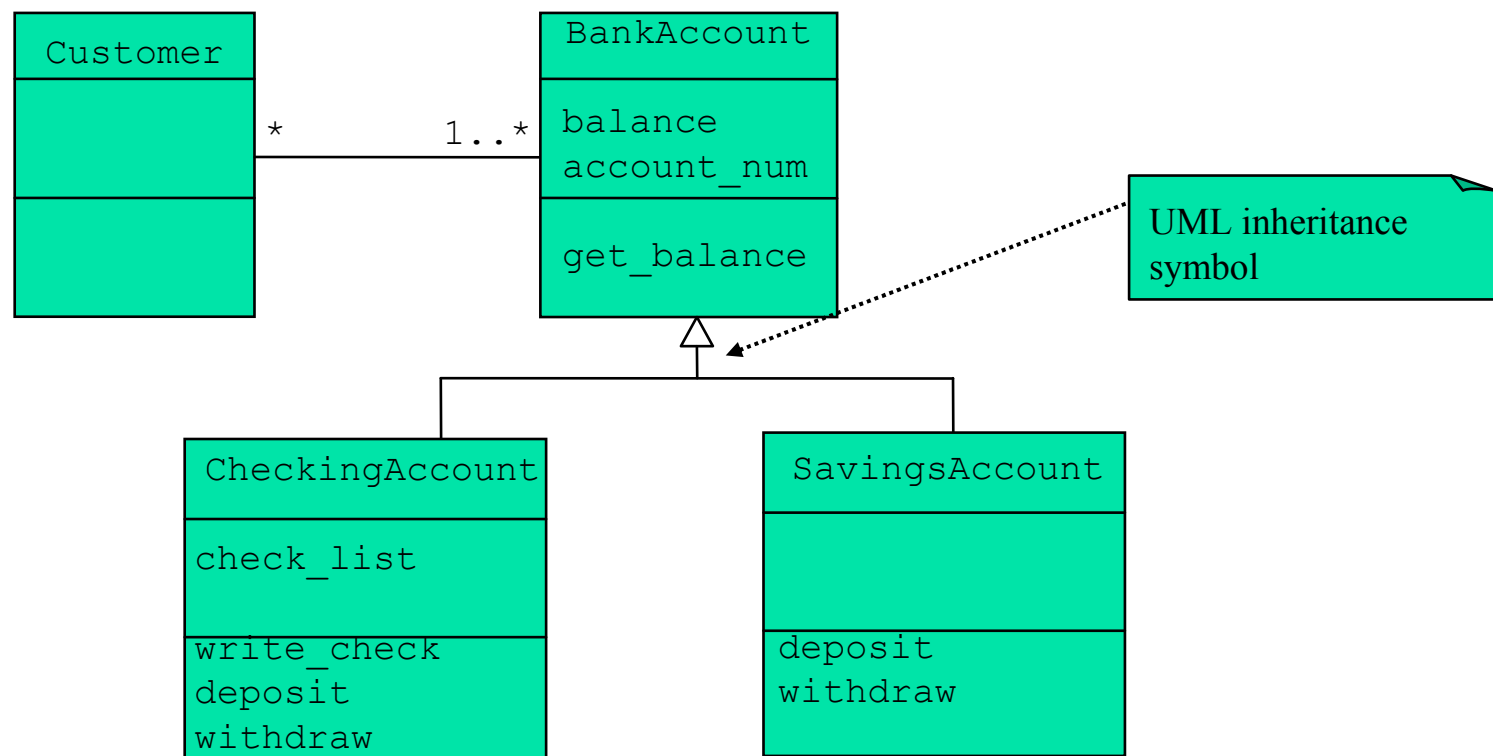 Customer
BankAccount
* 1..*
balance
account_num
get_balance
UML inheritance
symbol
CheckingAccount
check_list
write_check
deposit
withdraw
SavingsAccount
deposit
withdraw